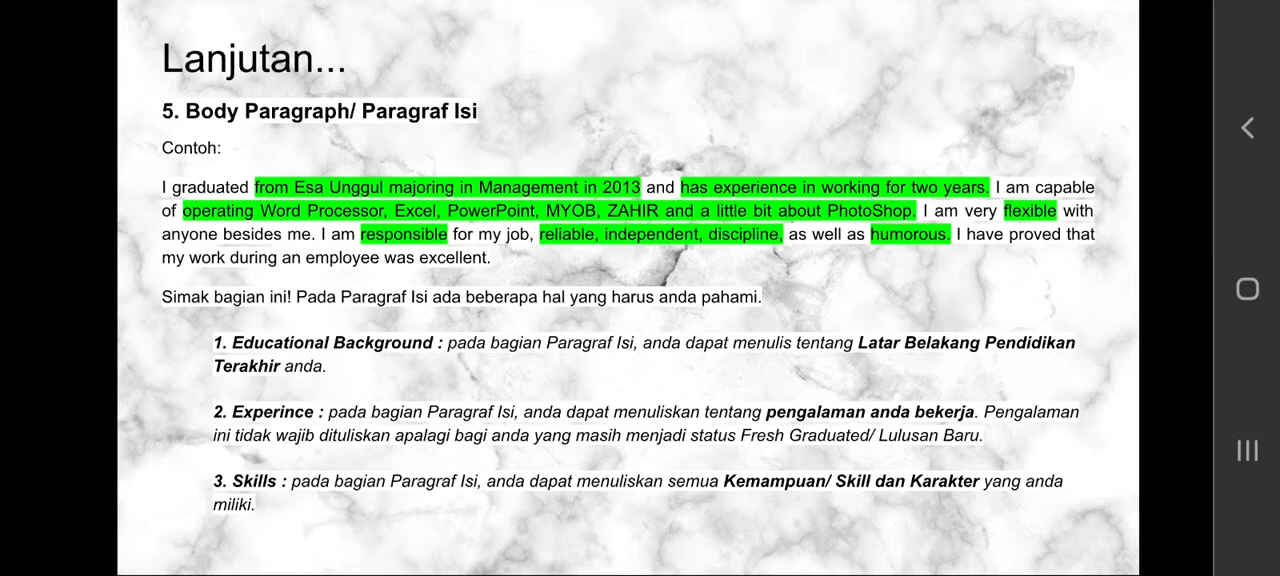 Lanjutan...
5. Body Paragraph/ Paragraf Isi
Contoh:
I graduated from Esa Unggul majoring in Management in 2013 and has experience in working for two years. I am capable
of operating Word Processor, Excel, PowerPoint, MYOB, ZAHIR and a little bit about PhotoShop. I am very flexible with
anyone besides me. I am responsible for my job, reliable, independent, discipline, as well as humorous. I have proved that
my work during an employee was excellent.
Simak bagian ini! Pada Paragraf Isi ada beberapa hal yang harus anda pahami.
1. Educational Background : pada bagian Paragraf Isi, anda dapat menulis tentang Latar Belakang Pendidikan
Terakhir anda.
2. Experince : pada bagian Paragraf Isi, anda dapat menuliskan tentang pengalaman anda bekerja. Pengalaman
ini tidak wajib dituliskan apalagi bagi anda yang masih menjadi status Fresh Graduated/ Lulusan Baru.
3. Skills : pada bagian Paragraf Isi, anda dapat menuliskan semua Kemampuan/ Skill dan Karakter yang anda
miliki.